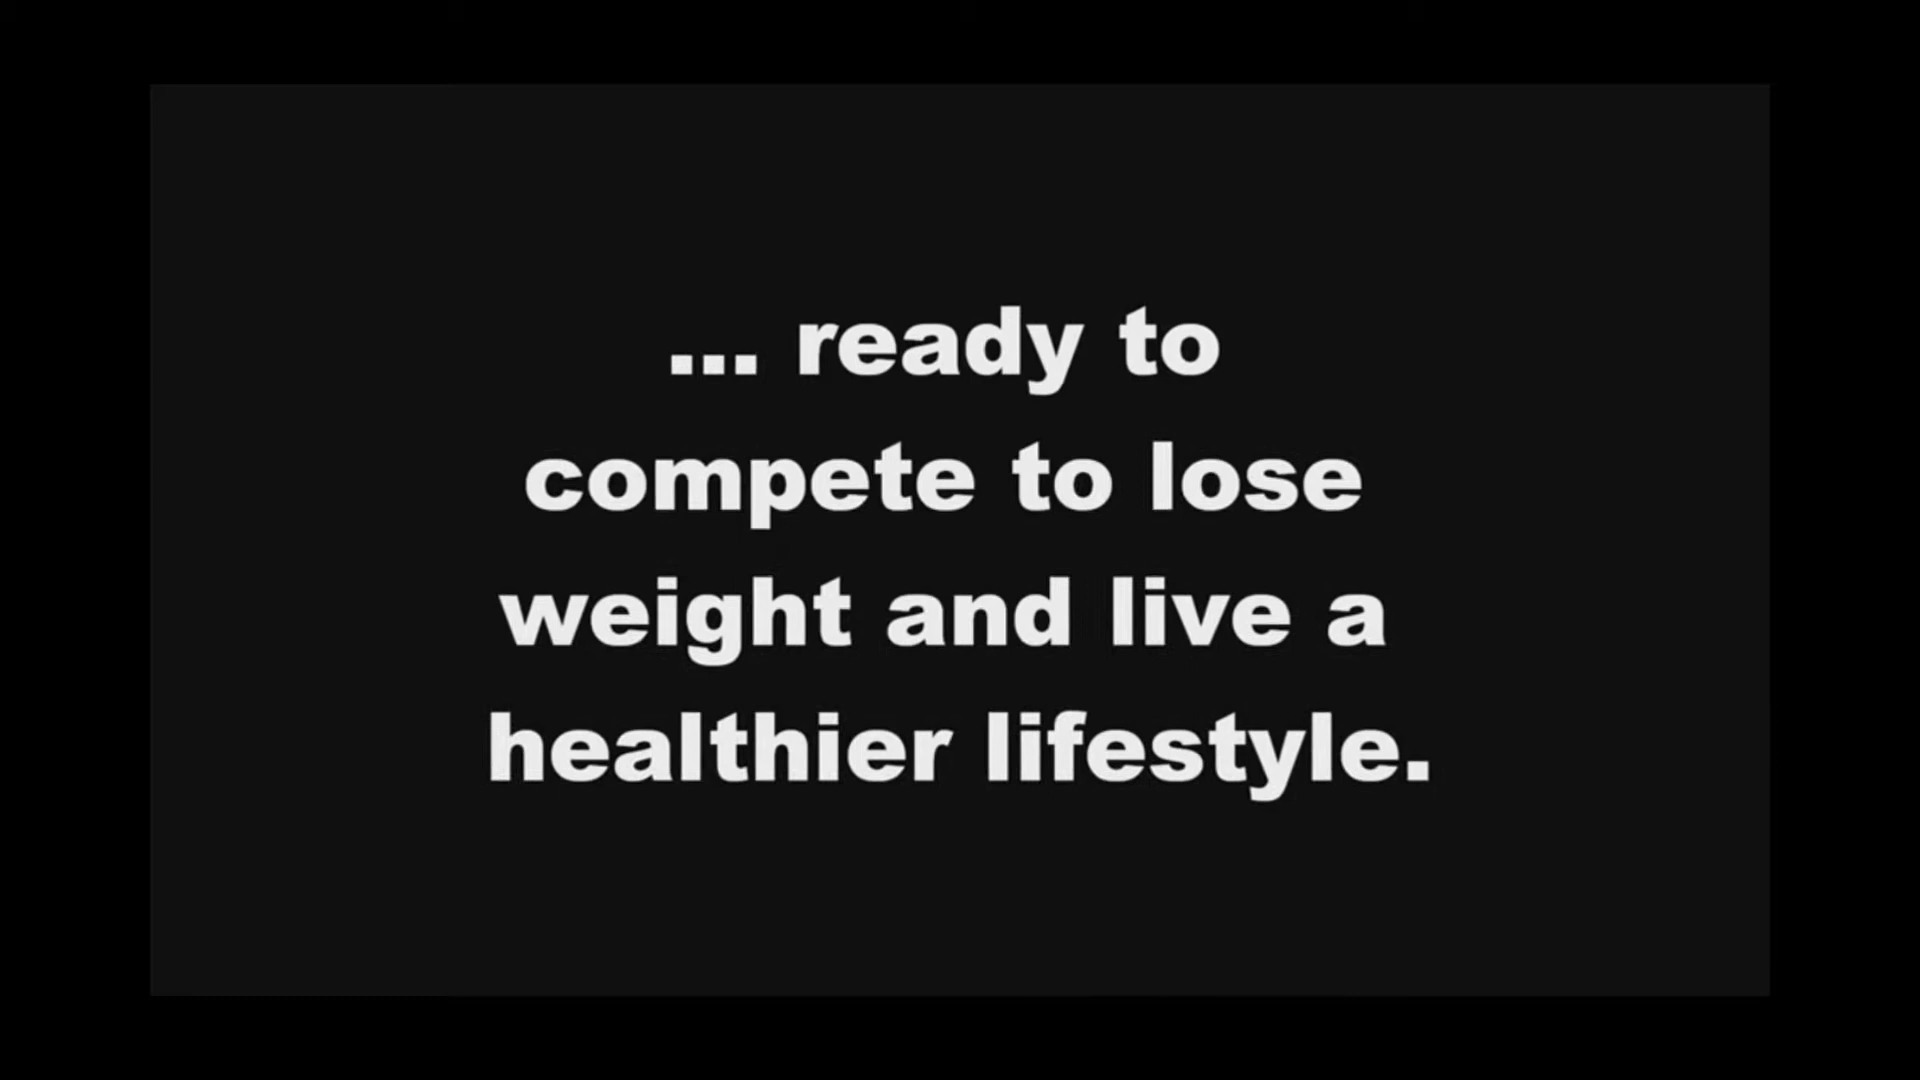 ... ready to
compete to lose
weight and live a
healthier lifestyle.